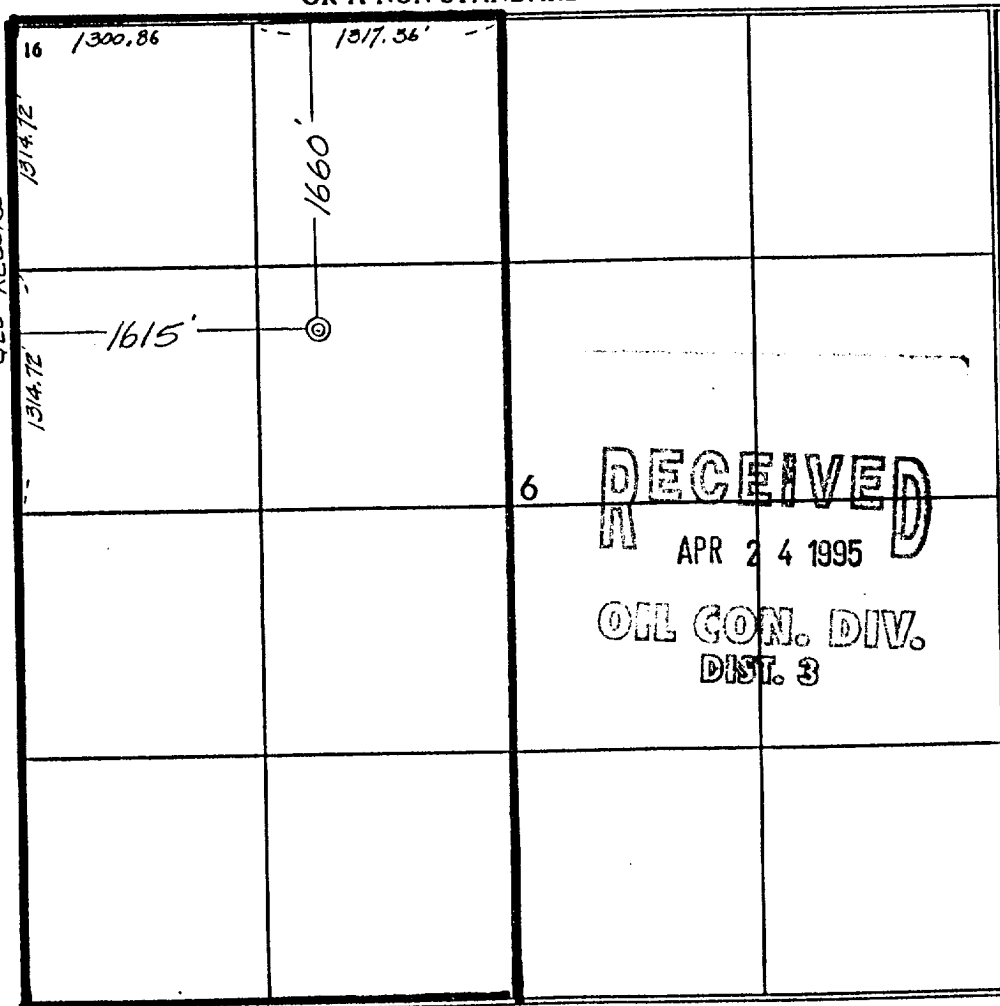 16 1300.86 1317.36'
1314.72'
1660'
1615'
1314.72'
6
RECEIVED
APR 24 1995
OIL CON. DIV.
DIST. 3